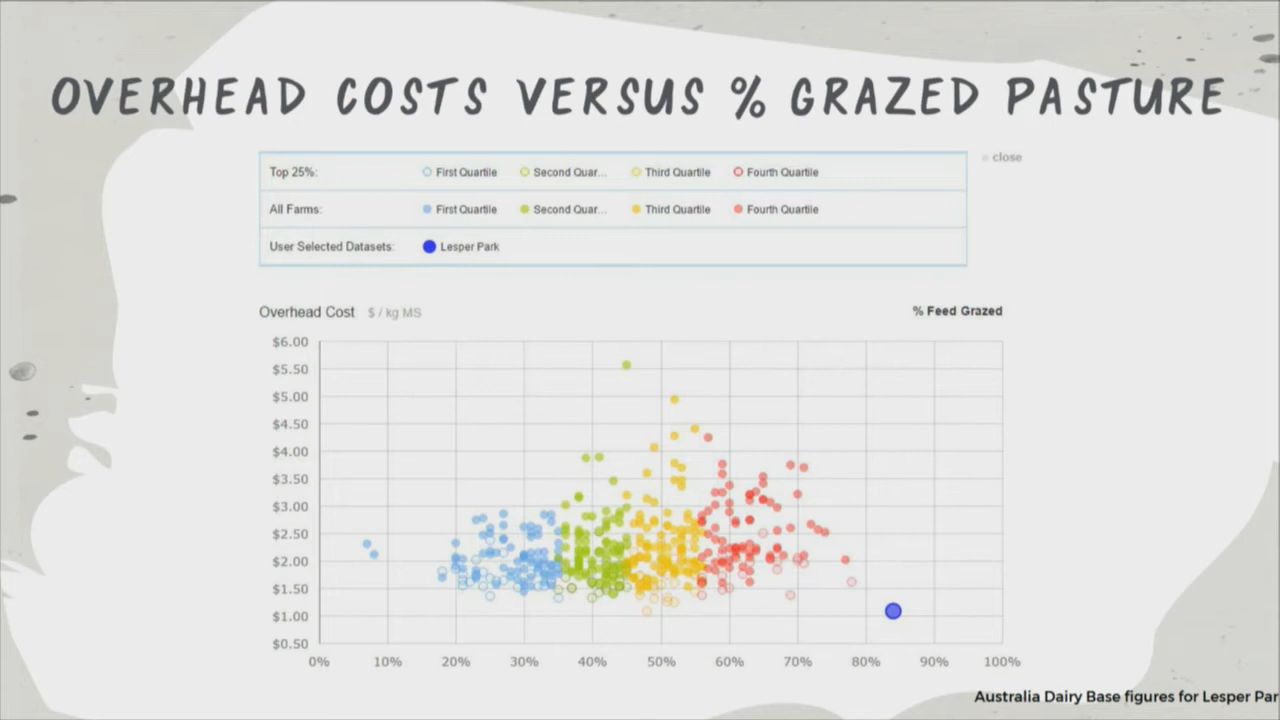 OVERHEAD COSTS VERSUS % GRAZED PASTURE
close
Top 25%: First Quartile Second Quar... Third Quartile Fourth Quartile
All Farms: First Quartile Second Quar... Third Quartile Fourth Quartile
User Selected Datasets: Lesper Park
Overhead Cost $ / kg MS % Feed Grazed
$6.00
$5.50
$5.00
$4.50
$4.00
$3.50
$3.00
$2.50
$2.00
$1.50
$1.00
$0.50
0% 10% 20% 30% 40% 50% 60% 70% 80% 90% 100%
Australia Dairy Base figures for Lesper Par